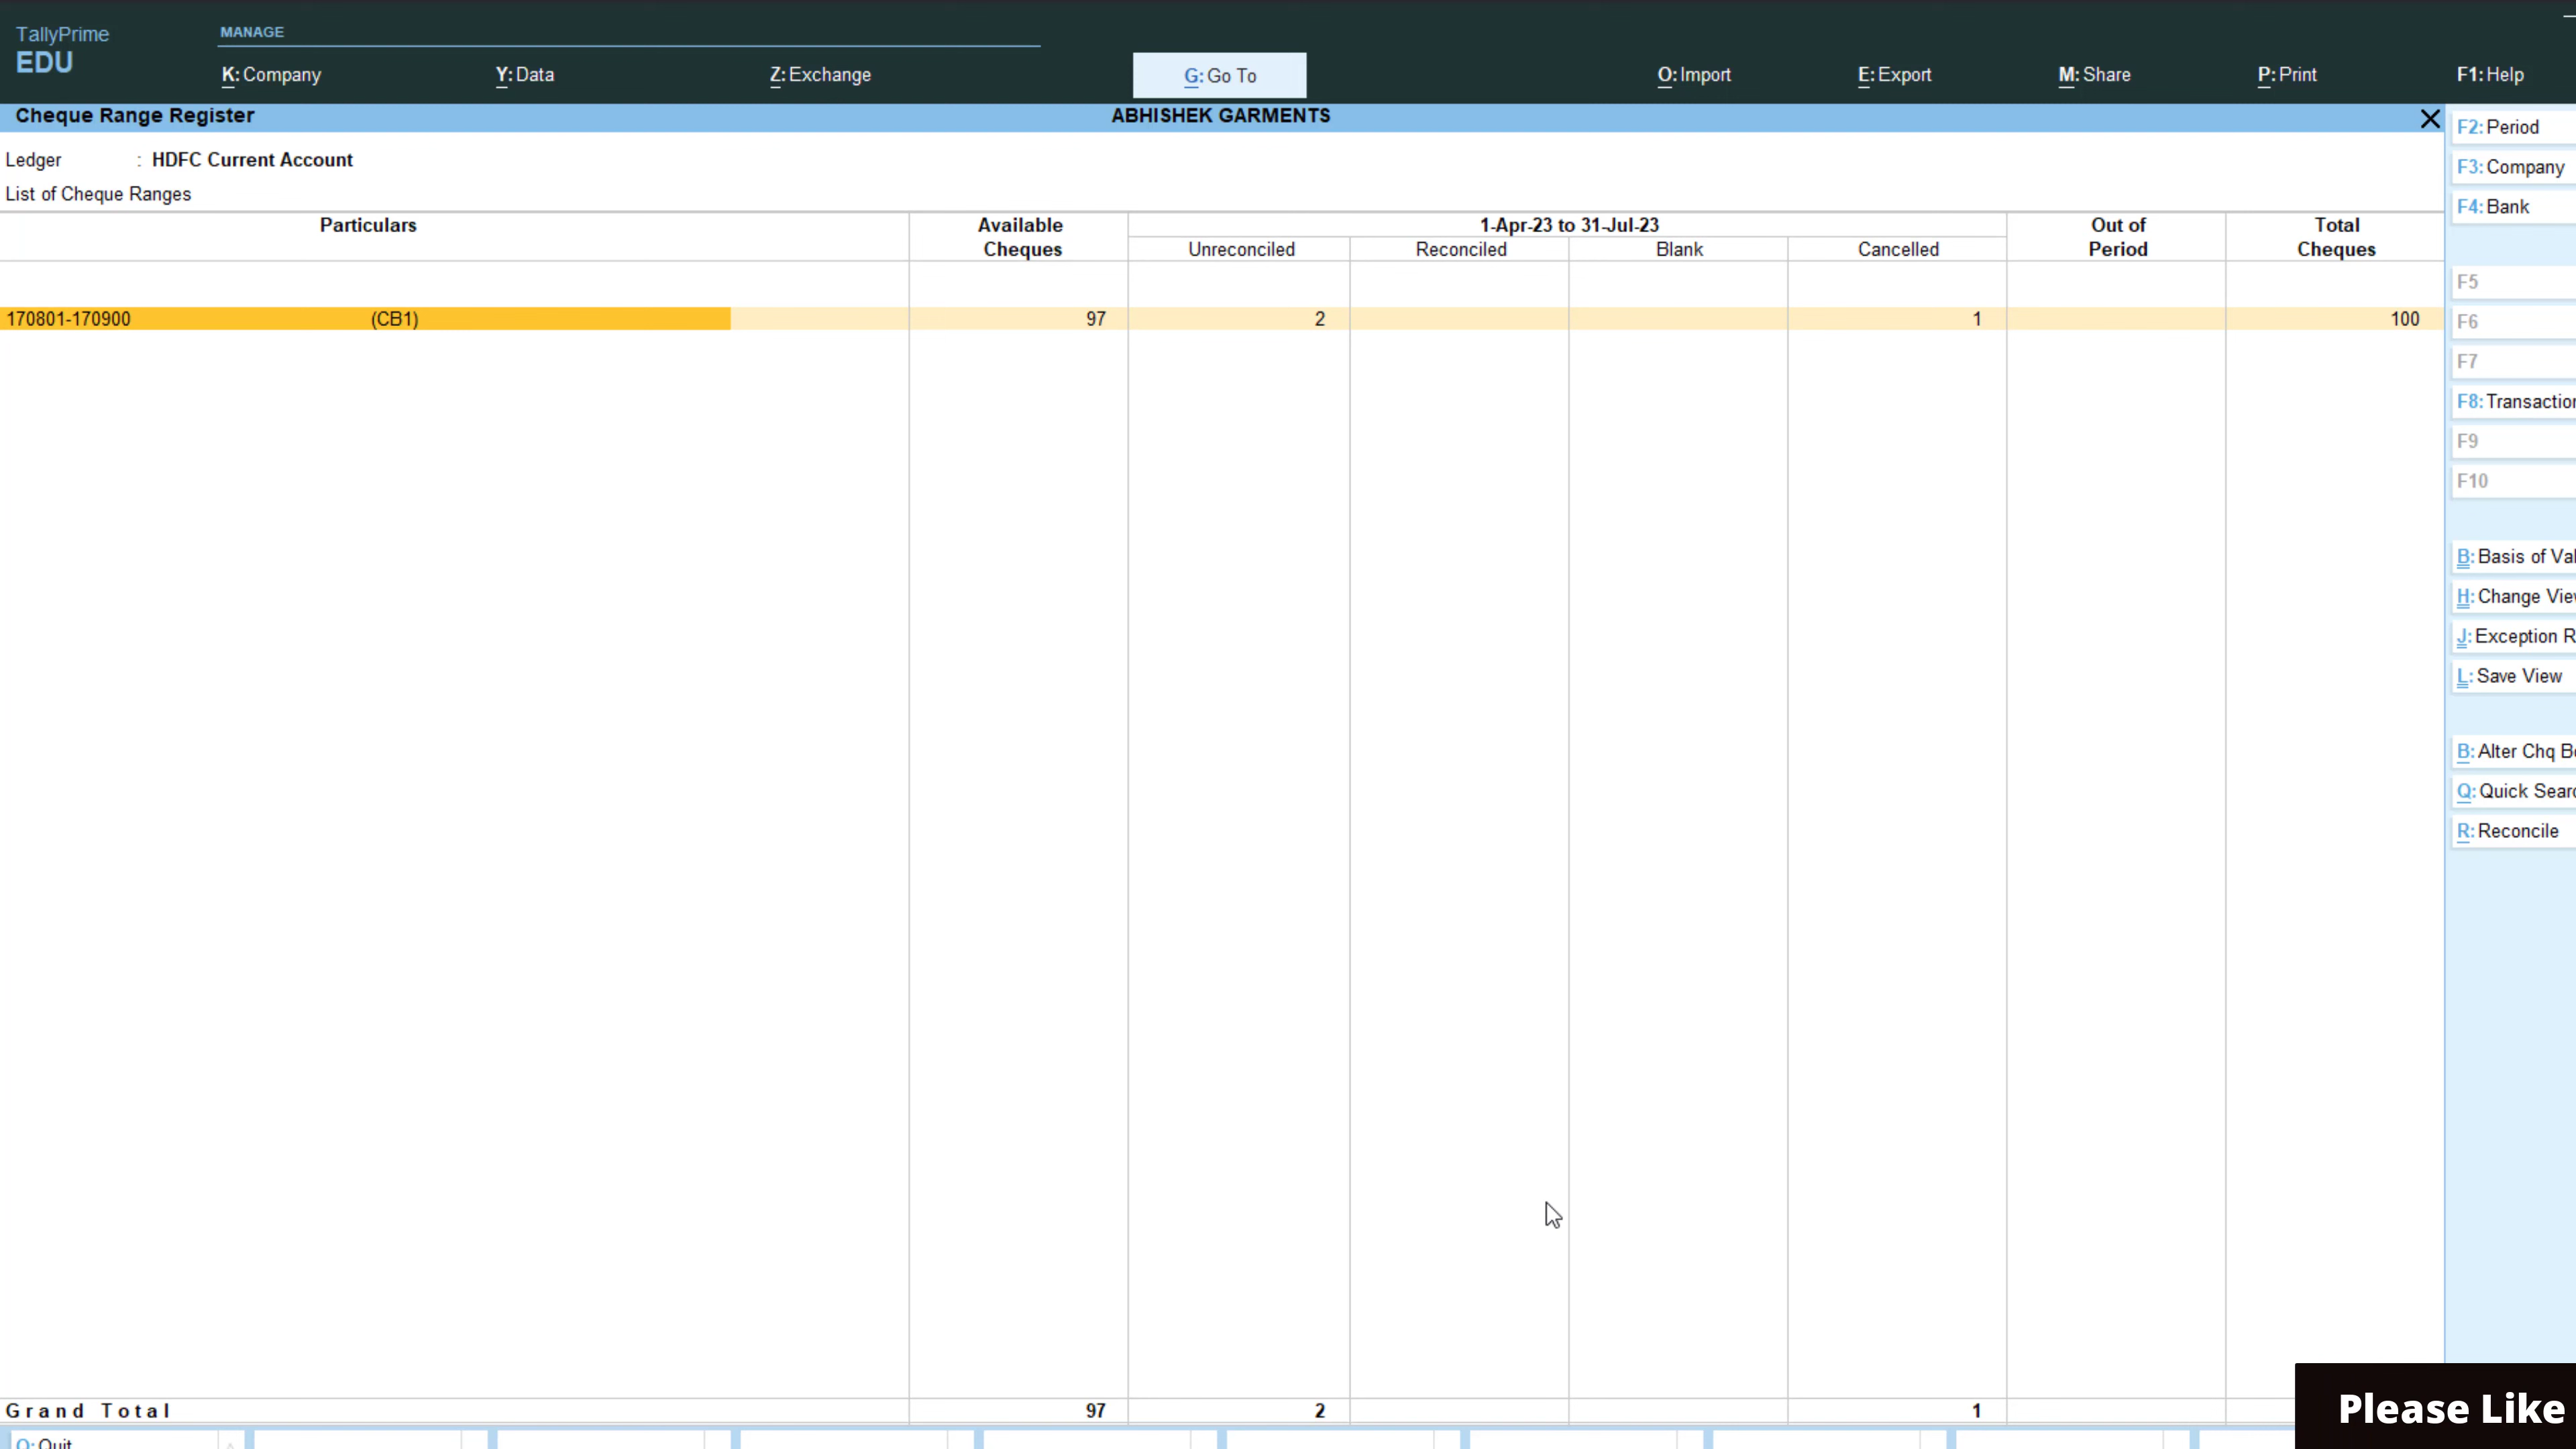 TallyPrime
EDU
MANAGE
K: Company
Y: Data
Z: Exchange
G: Go To
O: Import
E: Export
M: Share
P: Print
F1: Help
Cheque Range Register
ABHISHEK GARMENTS
Ledger : HDFC Current Account
List of Cheque Ranges
Particulars
Available Cheques
1-Apr-23 to 31-Jul-23
Unreconciled
Reconciled
Blank
Cancelled
Out of Period
Total Cheques
170801-170900 (CB1) 97 2 1 100
Grand Total 97 2 1
F2: Period
F3: Company
F4: Bank
F5
F6
F7
F8: Transaction
F9
F10
B: Basis of Val
H: Change View
J: Exception R
L: Save View
B: Alter Chq B
Q: Quick Sear
R: Reconcile
Q: Quit
Please Like